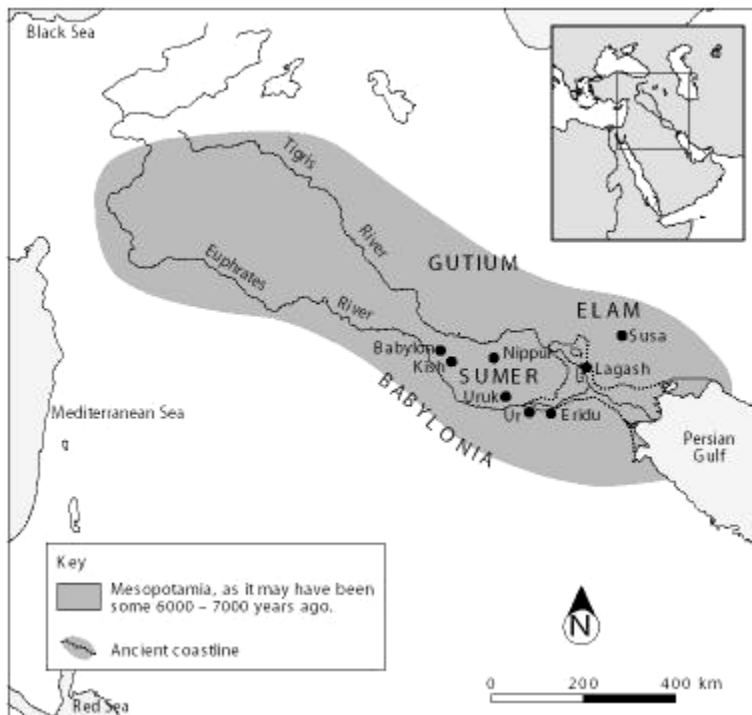 Black Sea
Tigris
River
GUTIUM
Euphrates
River
ELAM
Susa
Babylon
Nippur
Kish
Lagash
SUMER
Uruk
Ur
Eridu
BABYLONIA
Mediterranean Sea
Persian
Gulf
Key
Mesopotamia, as it may have been
some 6000 – 7000 years ago.
Ancient coastline
N
0 200 400 km
Red Sea